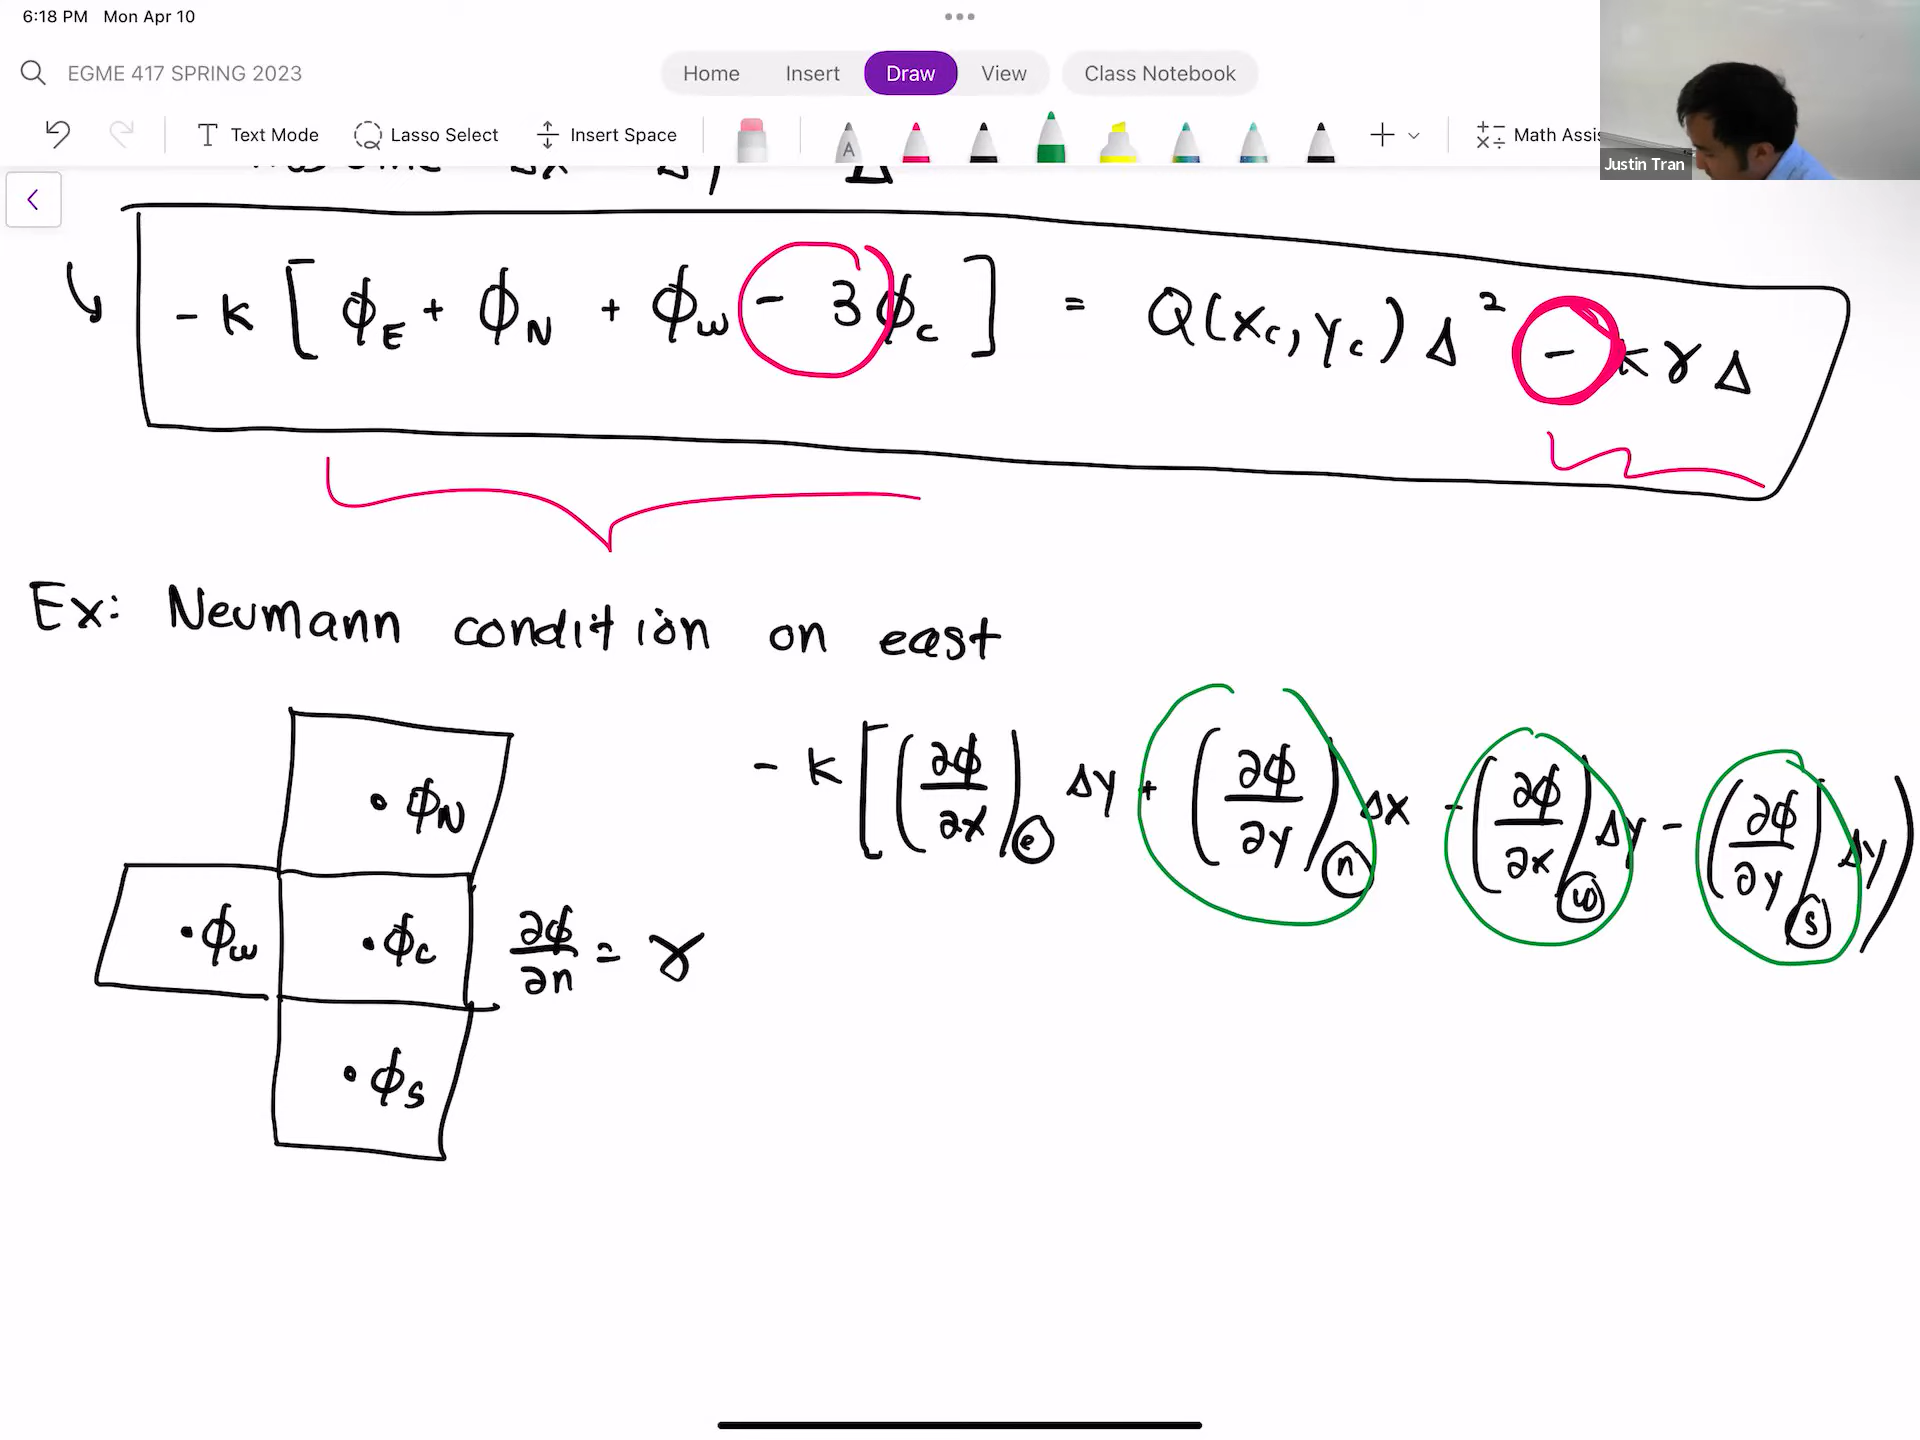 6:18 PM Mon Apr 10
EGME 417 SPRING 2023
Home Insert Draw View Class Notebook
Text Mode Lasso Select Insert Space Math Assis
Justin Tran
- K [ ϕE + ϕN + ϕw - 3ϕc ] = Q(xc, yc) Δ² - kγΔ
Ex: Neumann condition on east
- K [ (∂ϕ/∂x)e Δy + (∂ϕ/∂y)n Δx - (∂ϕ/∂x)w Δy - (∂ϕ/∂y)s Δy )
• ϕN
• ϕw • ϕc ∂ϕ/∂n = γ
• ϕs